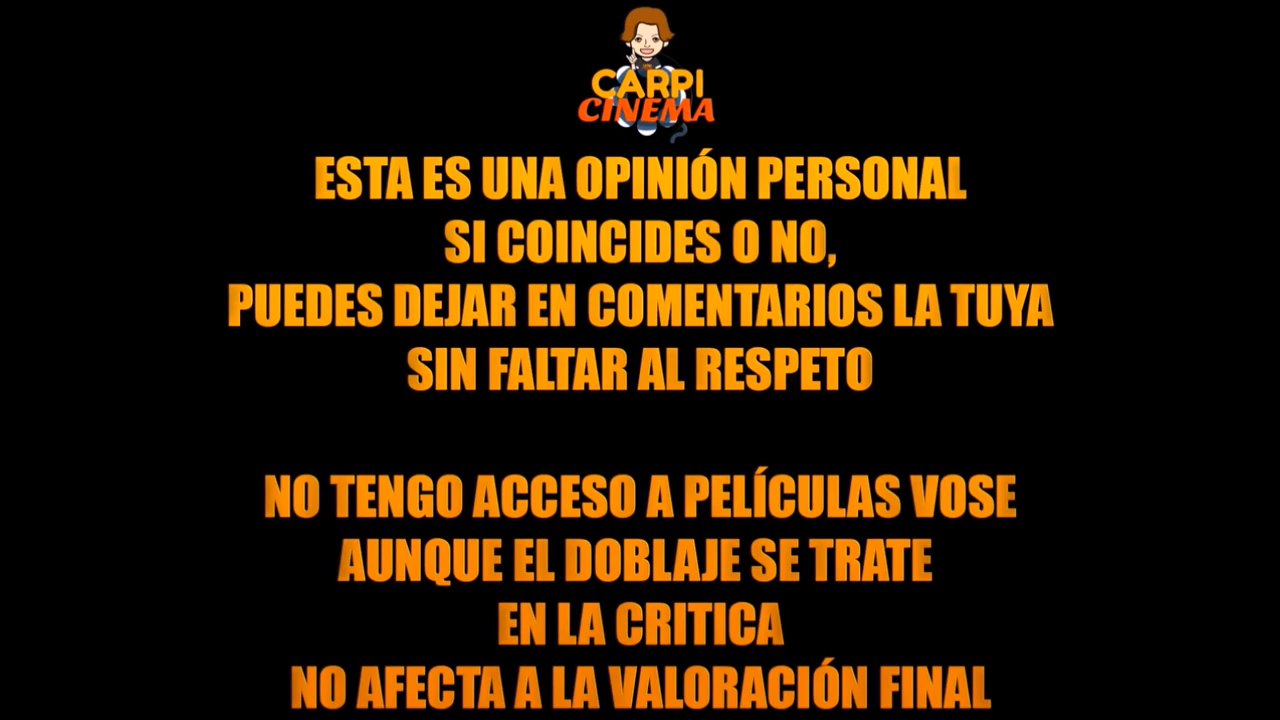 CARPI
CINEMA
ESTA ES UNA OPINIÓN PERSONAL
SI COINCIDES O NO,
PUEDES DEJAR EN COMENTARIOS LA TUYA
SIN FALTAR AL RESPETO
NO TENGO ACCESO A PELÍCULAS VOSE
AUNQUE EL DOBLAJE SE TRATE
EN LA CRITICA
NO AFECTA A LA VALORACIÓN FINAL